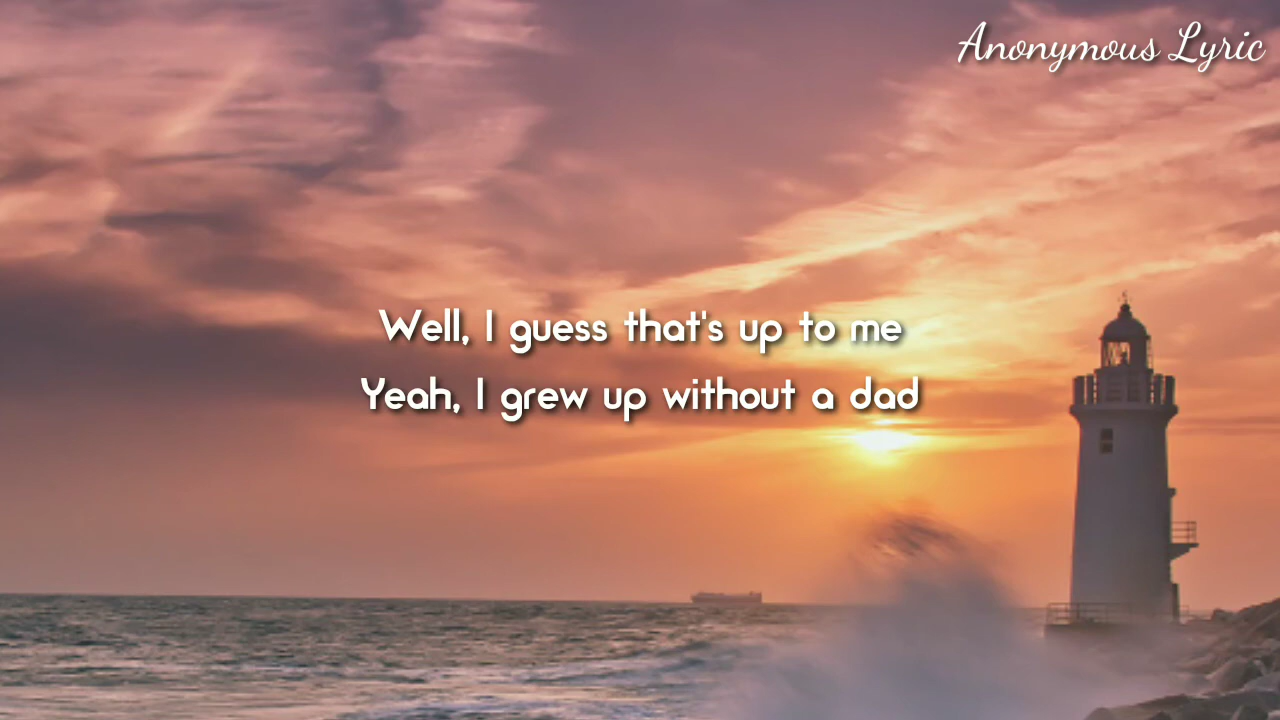 Anonymous Lyric
Well, I guess that's up to me
Yeah, I grew up without a dad